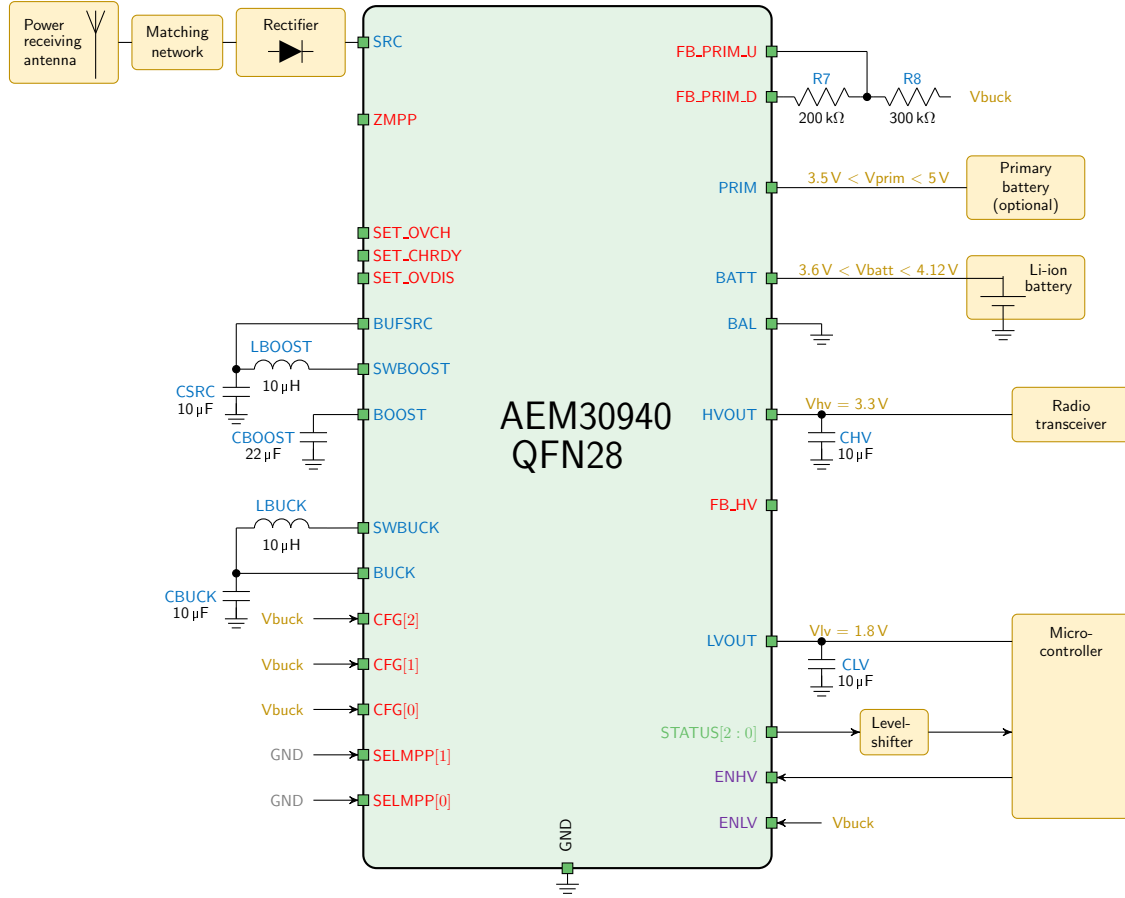 Power
receiving
antenna
Matching
network
Rectifier
SRC
ZMPP
SET_OVCH
SET_CHRDY
SET_OVDIS
BUFSRC
LBOOST
10 µH
SWBOOST
CSRC
10 µF
BOOST
CBOOST
22 µF
LBUCK
10 µH
SWBUCK
BUCK
CBUCK
10 µF
Vbuck
CFG[2]
Vbuck
CFG[1]
Vbuck
CFG[0]
GND
SELMPP[1]
GND
SELMPP[0]
AEM30940
QFN28
GND
FB_PRIM_U
FB_PRIM_D
R7
200 kΩ
R8
300 kΩ
Vbuck
PRIM
3.5 V < Vprim < 5 V
Primary
battery
(optional)
BATT
3.6 V < Vbatt < 4.12 V
Li-ion
battery
BAL
HVOUT
Vhv = 3.3 V
CHV
10 µF
Radio
transceiver
FB_HV
LVOUT
Vlv = 1.8 V
CLV
10 µF
Micro-
controller
STATUS[2 : 0]
Level-
shifter
ENHV
ENLV
Vbuck